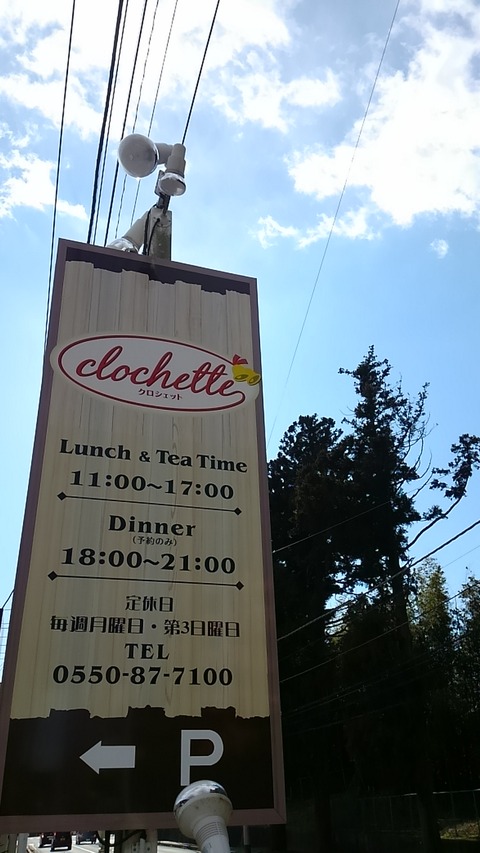 clochette
クロシェット
Lunch & Tea Time
11:00~17:00
Dinner
(予約のみ)
18:00~21:00
定休日
毎週月曜日・第3日曜日
TEL
0550-87-7100
P